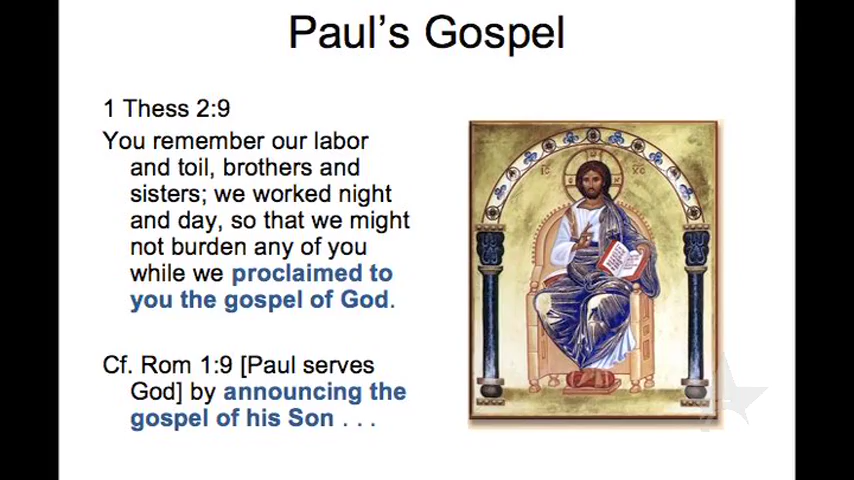 Paul's Gospel
1 Thess 2:9
You remember our labor
and toil, brothers and
sisters; we worked night
and day, so that we might
not burden any of you
while we proclaimed to
you the gospel of God.
Cf. Rom 1:9 [Paul serves
God] by announcing the
gospel of his Son . . .
IC XC